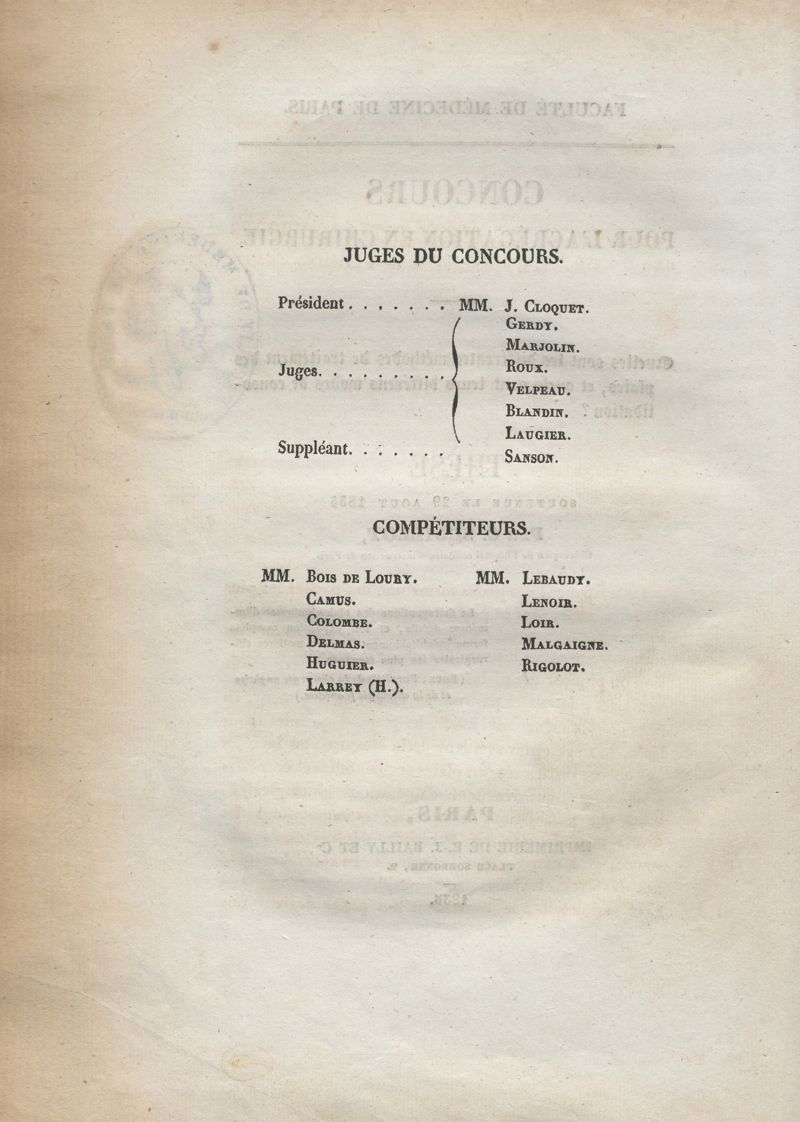 JUGES DU CONCOURS.
Président . . . . . . . MM. J. CLOQUET.
GERDY.
MARJOLIN.
Juges. . . . . . . . . . ROUX.
VELPEAU.
BLANDIN.
LAUGIER.
Suppléant. . . . . . . SANSON.
COMPÉTITEURS.
MM. BOIS DE LOURY. MM. LEBAUDY.
CAMUS. LENOIR.
COLOMBE. LOIR.
DELMAS. MALGAIGNE.
HUGUIER. RIGOLOT.
LARREY (H.).